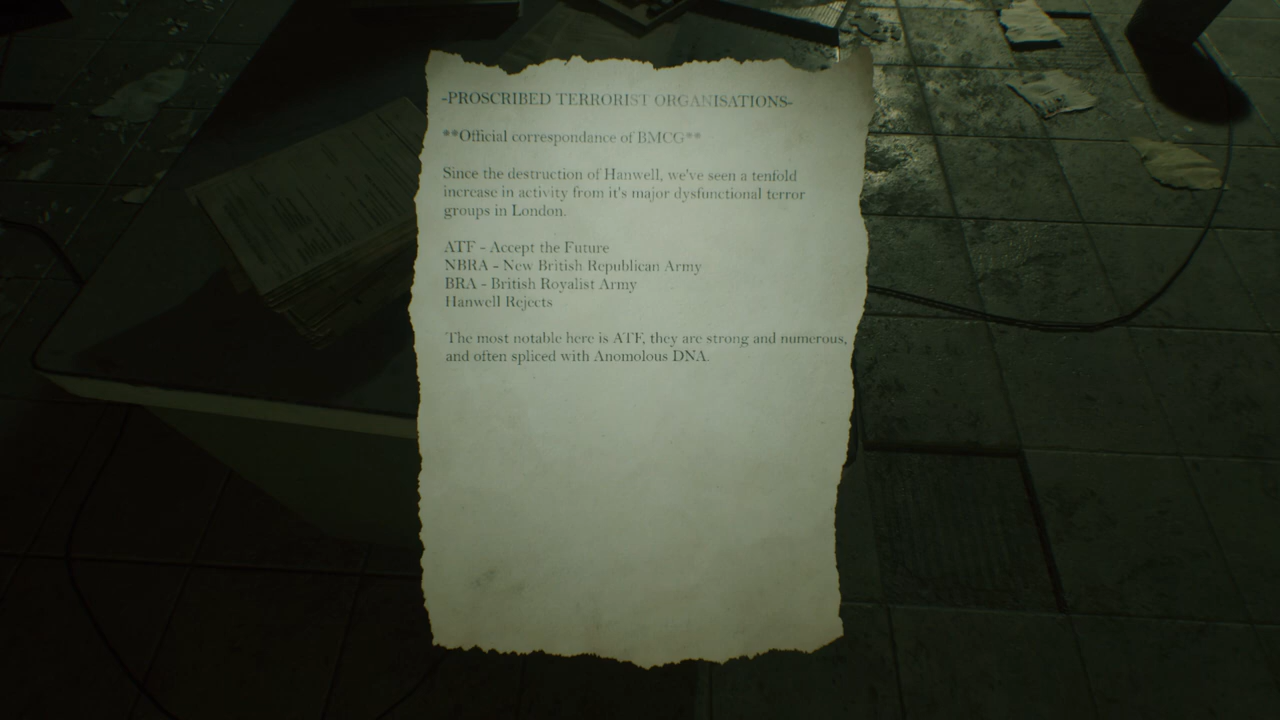 -PROSCRIBED TERRORIST ORGANISATIONS-
**Official correspondance of BMCG**
Since the destruction of Hanwell, we've seen a tenfold
increase in activity from it's major dysfunctional terror
groups in London.
ATF - Accept the Future
NBRA - New British Republican Army
BRA - British Royalist Army
Hanwell Rejects
The most notable here is ATF, they are strong and numerous,
and often spliced with Anomolous DNA.